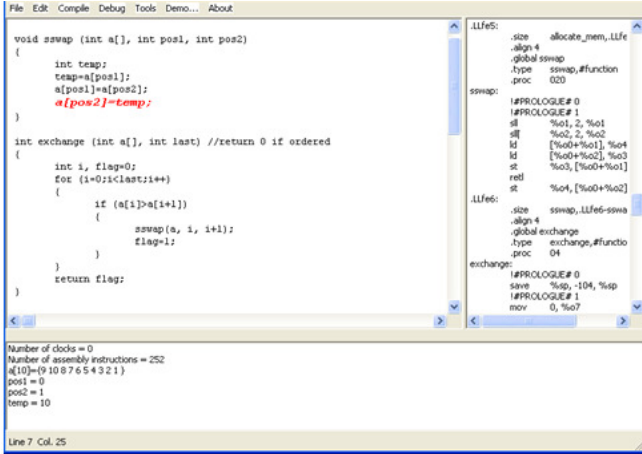 File Edit Compile Debug Tools Demo... About
void sswap (int a[], int pos1, int pos2)
{
int temp;
temp=a[pos1];
a[pos1]=a[pos2];
a[pos2]=temp;
}
int exchange (int a[], int last) //return 0 if ordered
{
int i, flag=0;
for (i=0;i<last;i++)
{
if (a[i]>a[i+1])
{
sswap(a, i, i+1);
flag=1;
}
}
return flag;
}
.LLfe5:
.size allocate_mem,.LLfe
.align 4
.global sswap
.type sswap,#function
.proc 020
sswap:
!#PROLOGUE# 0
!#PROLOGUE# 1
sll %o1, 2, %o1
sll %o2, 2, %o2
ld [%o0+%o1], %o4
ld [%o0+%o2], %o3
st %o3, [%o0+%o1]
retl
st %o4, [%o0+%o2]
.LLfe6:
.size sswap,.LLfe6-sswa
.align 4
.global exchange
.type exchange,#functio
.proc 04
exchange:
!#PROLOGUE# 0
save %sp, -104, %sp
!#PROLOGUE# 1
mov 0, %o7
Number of clocks = 0
Number of assembly instructions = 252
a[10]={9 10 8 7 6 5 4 3 2 1 }
pos1 = 0
pos2 = 1
temp = 10
Line 7 Col. 25